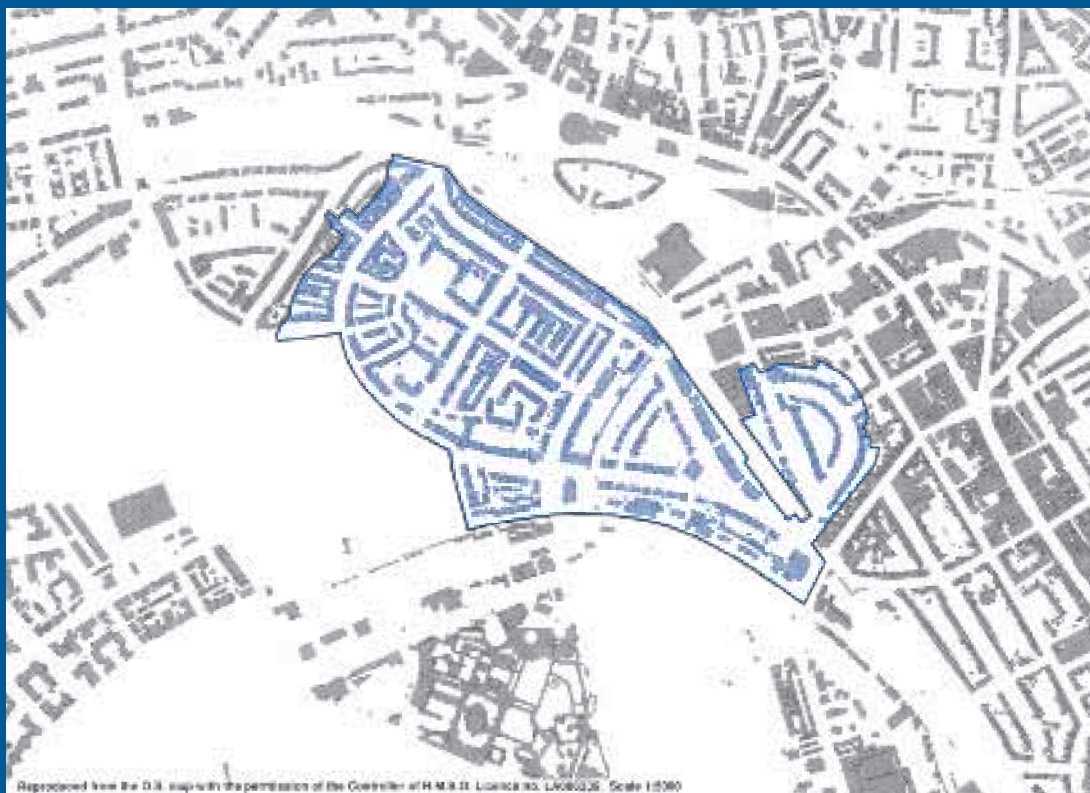 Reproduced from the O.S. map with the permission of the Controller of H.M.S.O. Licence no. Scale 1:5000